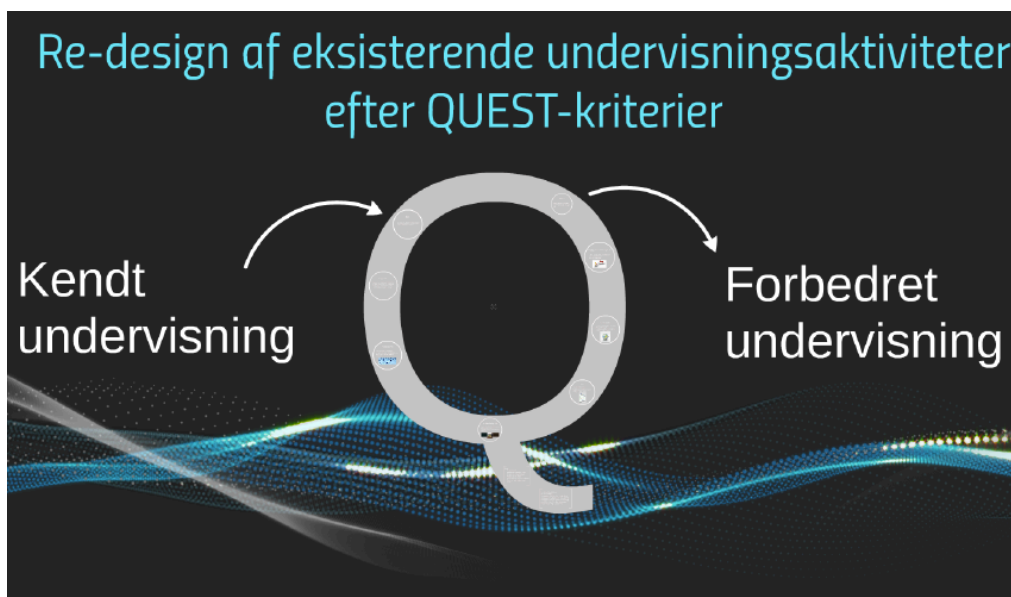 Re-design af eksisterende undervisningsaktiviteter
efter QUEST-kriterier
Q
Kendt
undervisning
Forbedret
undervisning